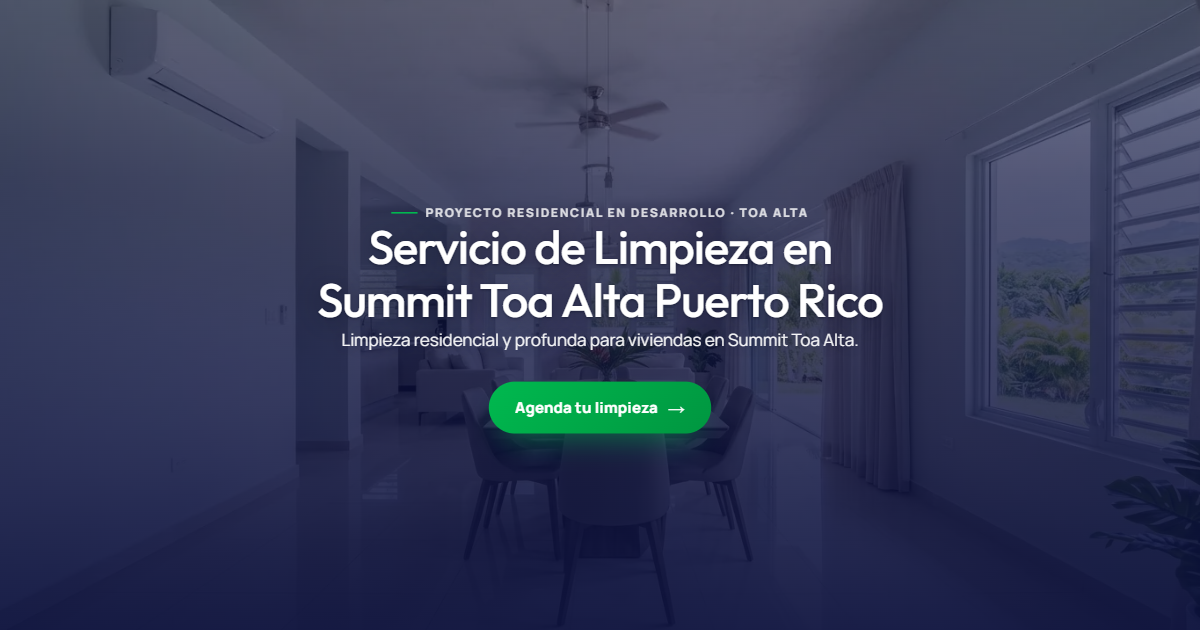 PROYECTO RESIDENCIAL EN DESARROLLO · TOA ALTA
Servicio de Limpieza en
Summit Toa Alta Puerto Rico
Limpieza residencial y profunda para viviendas en Summit Toa Alta.
Agenda tu limpieza →